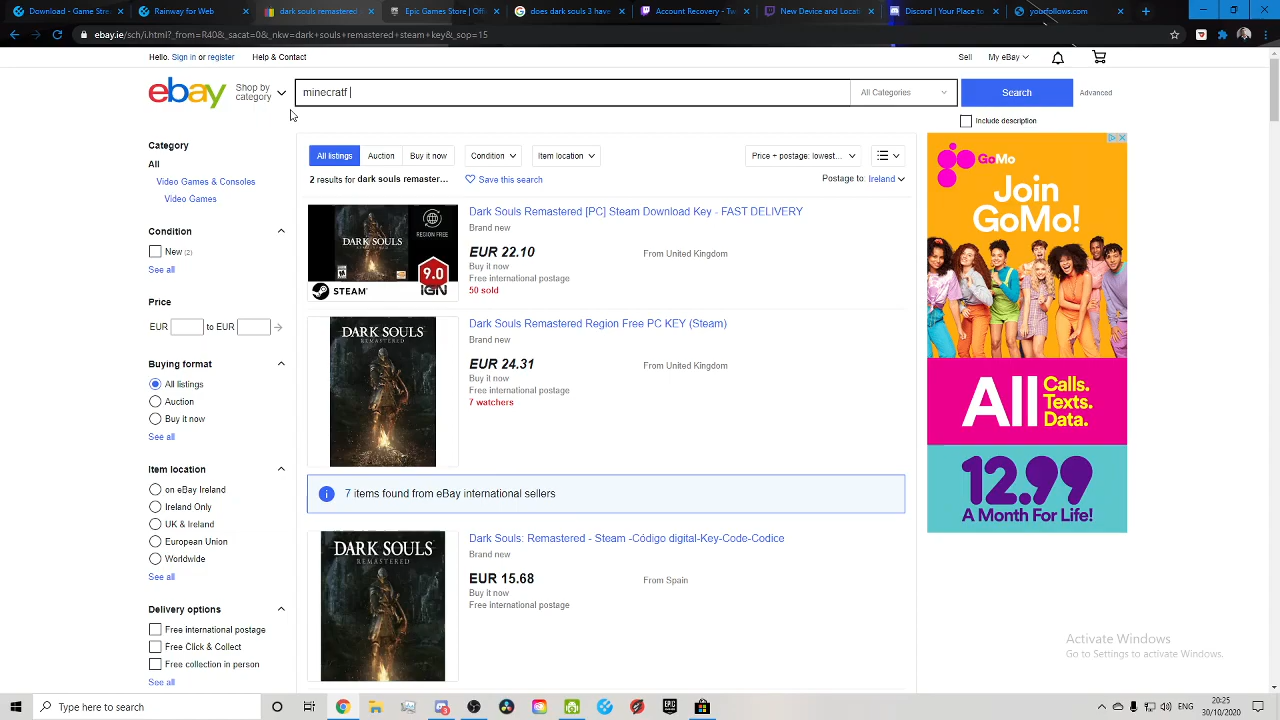 Download - Game Strea
Rainway for Web
dark souls remastered
Epic Games Store | Offi
does dark souls 3 have
Account Recovery - Tw
New Device and Locati
Discord | Your Place to
yourfollows.com
ebay.ie/sch/i.html?_from=R40&_sacat=0&_nkw=dark+souls+remastered+steam+key&_sop=15
Hello. Sign in or register
Help & Contact
Sell
My eBay
ebay
Shop by
category
minecratf
All Categories
Search
Advanced
Include description
Category
All
Video Games & Consoles
Video Games
Condition
New (2)
See all
Price
EUR to EUR
Buying format
All listings
Auction
Buy it now
See all
Item location
on eBay Ireland
Ireland Only
UK & Ireland
European Union
Worldwide
See all
Delivery options
Free international postage
Free Click & Collect
Free collection in person
See all
All listings
Auction
Buy it now
Condition
Item location
Price + postage: lowest...
2 results for dark souls remaster...
Save this search
Postage to: Ireland
DARK SOULS
REMASTERED
REGION FREE
9.0
IGN
STEAM
Dark Souls Remastered [PC] Steam Download Key - FAST DELIVERY
Brand new
EUR 22.10
From United Kingdom
Buy it now
Free international postage
50 sold
DARK SOULS
REMASTERED
Dark Souls Remastered Region Free PC KEY (Steam)
Brand new
EUR 24.31
From United Kingdom
Buy it now
Free international postage
7 watchers
7 items found from eBay international sellers
DARK SOULS
REMASTERED
Dark Souls: Remastered - Steam -Código digital-Key-Code-Codice
Brand new
EUR 15.68
From Spain
Buy it now
Free international postage
GoMo
Join
GoMo!
All
Calls.
Texts.
Data.
12.99
A Month For Life!
Activate Windows
Go to Settings to activate Windows.
Type here to search
20:25
30/10/2020